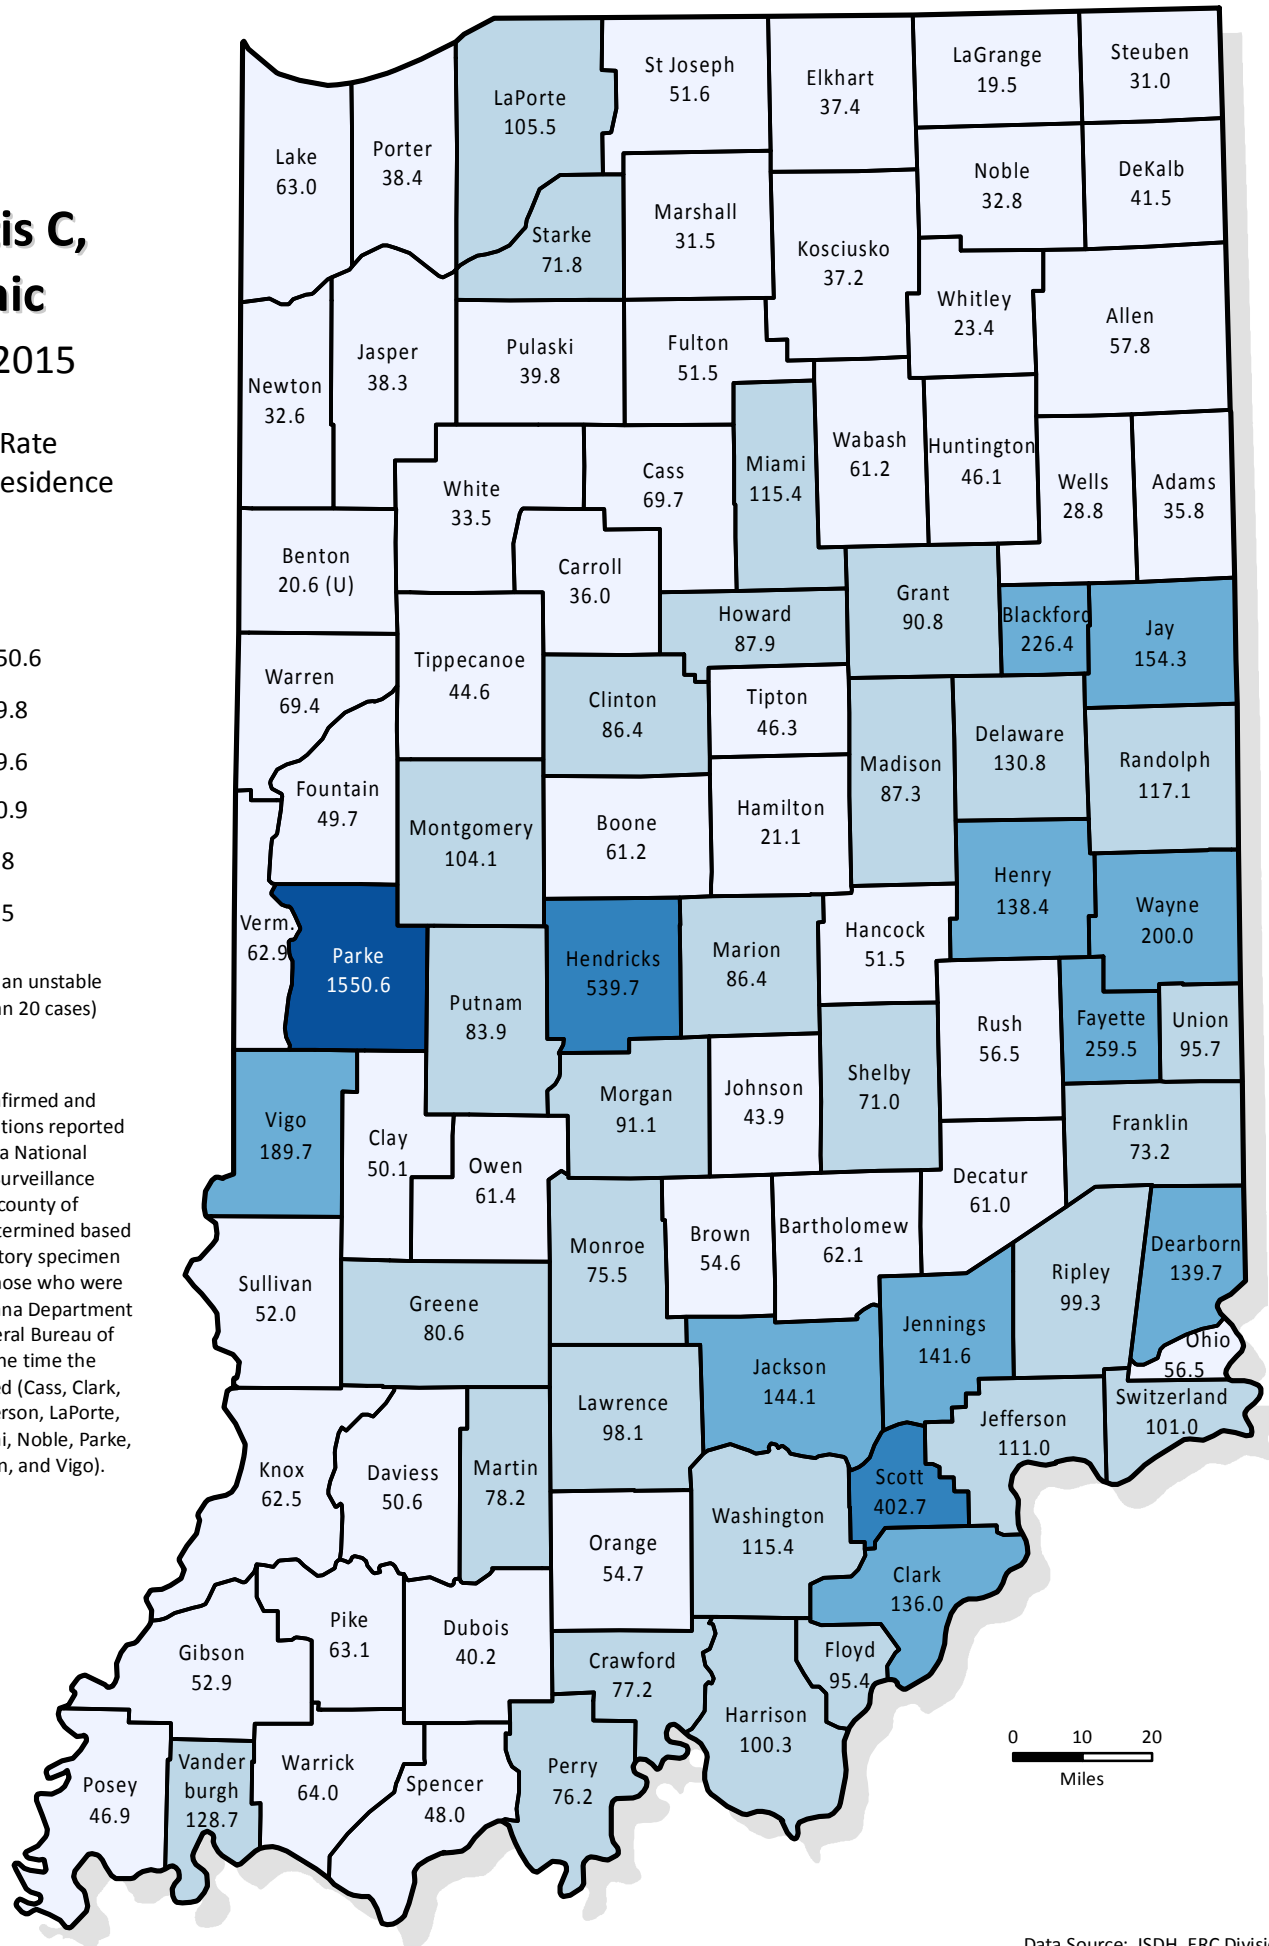 tis C,
nic
2015
Rate
esidence
50.6
9.8
9.6
0.9
8
5
an unstable
an 20 cases)
nfirmed and
tions reported
a National
Surveillance
county of
termined based
tory specimen
hose who were
ana Department
eral Bureau of
he time the
ed (Cass, Clark,
erson, LaPorte,
ni, Noble, Parke,
n, and Vigo).
LaPorte
105.5
St Joseph
51.6
Elkhart
37.4
LaGrange
19.5
Steuben
31.0
Lake
63.0
Porter
38.4
Noble
32.8
DeKalb
41.5
Starke
71.8
Marshall
31.5
Kosciusko
37.2
Whitley
23.4
Allen
57.8
Newton
32.6
Jasper
38.3
Pulaski
39.8
Fulton
51.5
Miami
115.4
Wabash
61.2
Huntington
46.1
Wells
28.8
Adams
35.8
White
33.5
Cass
69.7
Benton
20.6 (U)
Carroll
36.0
Howard
87.9
Grant
90.8
Blackford
226.4
Jay
154.3
Warren
69.4
Tippecanoe
44.6
Clinton
86.4
Tipton
46.3
Madison
87.3
Delaware
130.8
Randolph
117.1
Fountain
49.7
Montgomery
104.1
Boone
61.2
Hamilton
21.1
Henry
138.4
Wayne
200.0
Verm.
62.9
Parke
1550.6
Putnam
83.9
Hendricks
539.7
Marion
86.4
Hancock
51.5
Rush
56.5
Fayette
259.5
Union
95.7
Vigo
189.7
Clay
50.1
Owen
61.4
Morgan
91.1
Johnson
43.9
Shelby
71.0
Franklin
73.2
Decatur
61.0
Sullivan
52.0
Greene
80.6
Monroe
75.5
Brown
54.6
Bartholomew
62.1
Jennings
141.6
Ripley
99.3
Dearborn
139.7
Ohio
56.5
Switzerland
101.0
Jackson
144.1
Lawrence
98.1
Jefferson
111.0
Knox
62.5
Daviess
50.6
Martin
78.2
Scott
402.7
Washington
115.4
Orange
54.7
Clark
136.0
Gibson
52.9
Pike
63.1
Dubois
40.2
Crawford
77.2
Floyd
95.4
Harrison
100.3
Posey
46.9
Vander
burgh
128.7
Warrick
64.0
Spencer
48.0
Perry
76.2
0 10 20
Miles